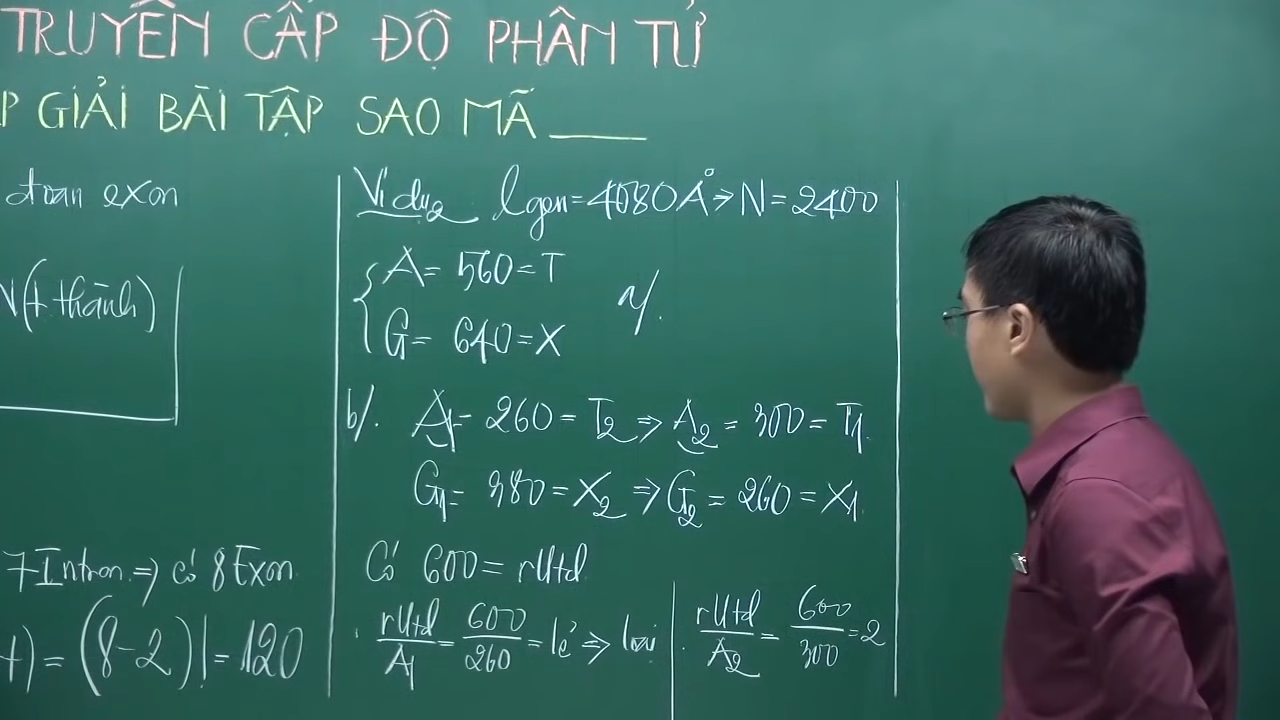 TRUYỀN CẤP ĐỘ PHÂN TỬ
P GIẢI BÀI TẬP SAO MÃ
đoạn exon
(t thành)
7 Intron => có 8 Exon
t) = (8-2)! = 120
Ví dụ 2 lgen = 4080 Å => N = 2400
A = 560 = T
G = 640 = X
a/.
b/. A1 = 260 = T2 => A2 = 300 = T1
G1 = 380 = X2 => G2 = 260 = X1
Có 600 = rUtd
rUtd/A1 = 600/260 = lẻ => loại
rUtd/A2 = 600/300 = 2